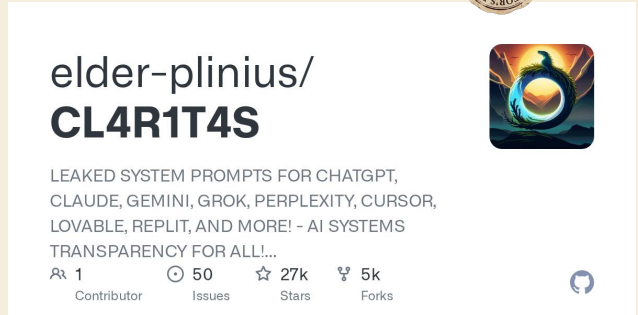 elder-plinius/
CL4R1T4S
LEAKED SYSTEM PROMPTS FOR CHATGPT,
CLAUDE, GEMINI, GROK, PERPLEXITY, CURSOR,
LOVABLE, REPLIT, AND MORE! - AI SYSTEMS
TRANSPARENCY FOR ALL!...
1 50 27k 5k
Contributor Issues Stars Forks